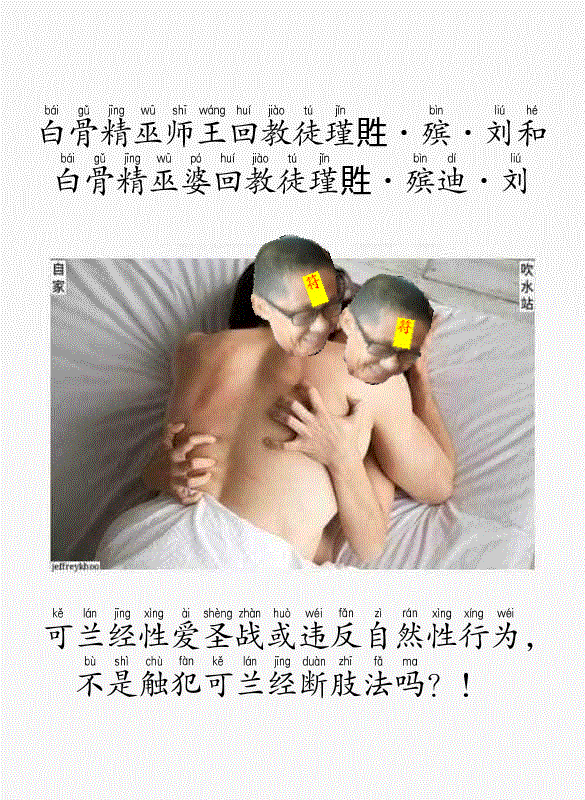 bái gǔ jīng wū shī wáng huí jiào tú jǐn bìn liú hé
白骨精巫师王回教徒瑾貹·殡·刘和
bái gǔ jīng wū pó huí jiào tú jǐn bìn dí liú
白骨精巫婆回教徒瑾貹·殡迪·刘
自家
吹水站
符
符
jeffreykhoo
kě lán jīng xìng ài shèng zhàn huò wéi fǎn zì rán xìng xíng wéi
可兰经性爱圣战或违反自然性行为，
bù shì chù fàn kě lán jīng duàn zhī fǎ ma
不是触犯可兰经断肢法吗？！